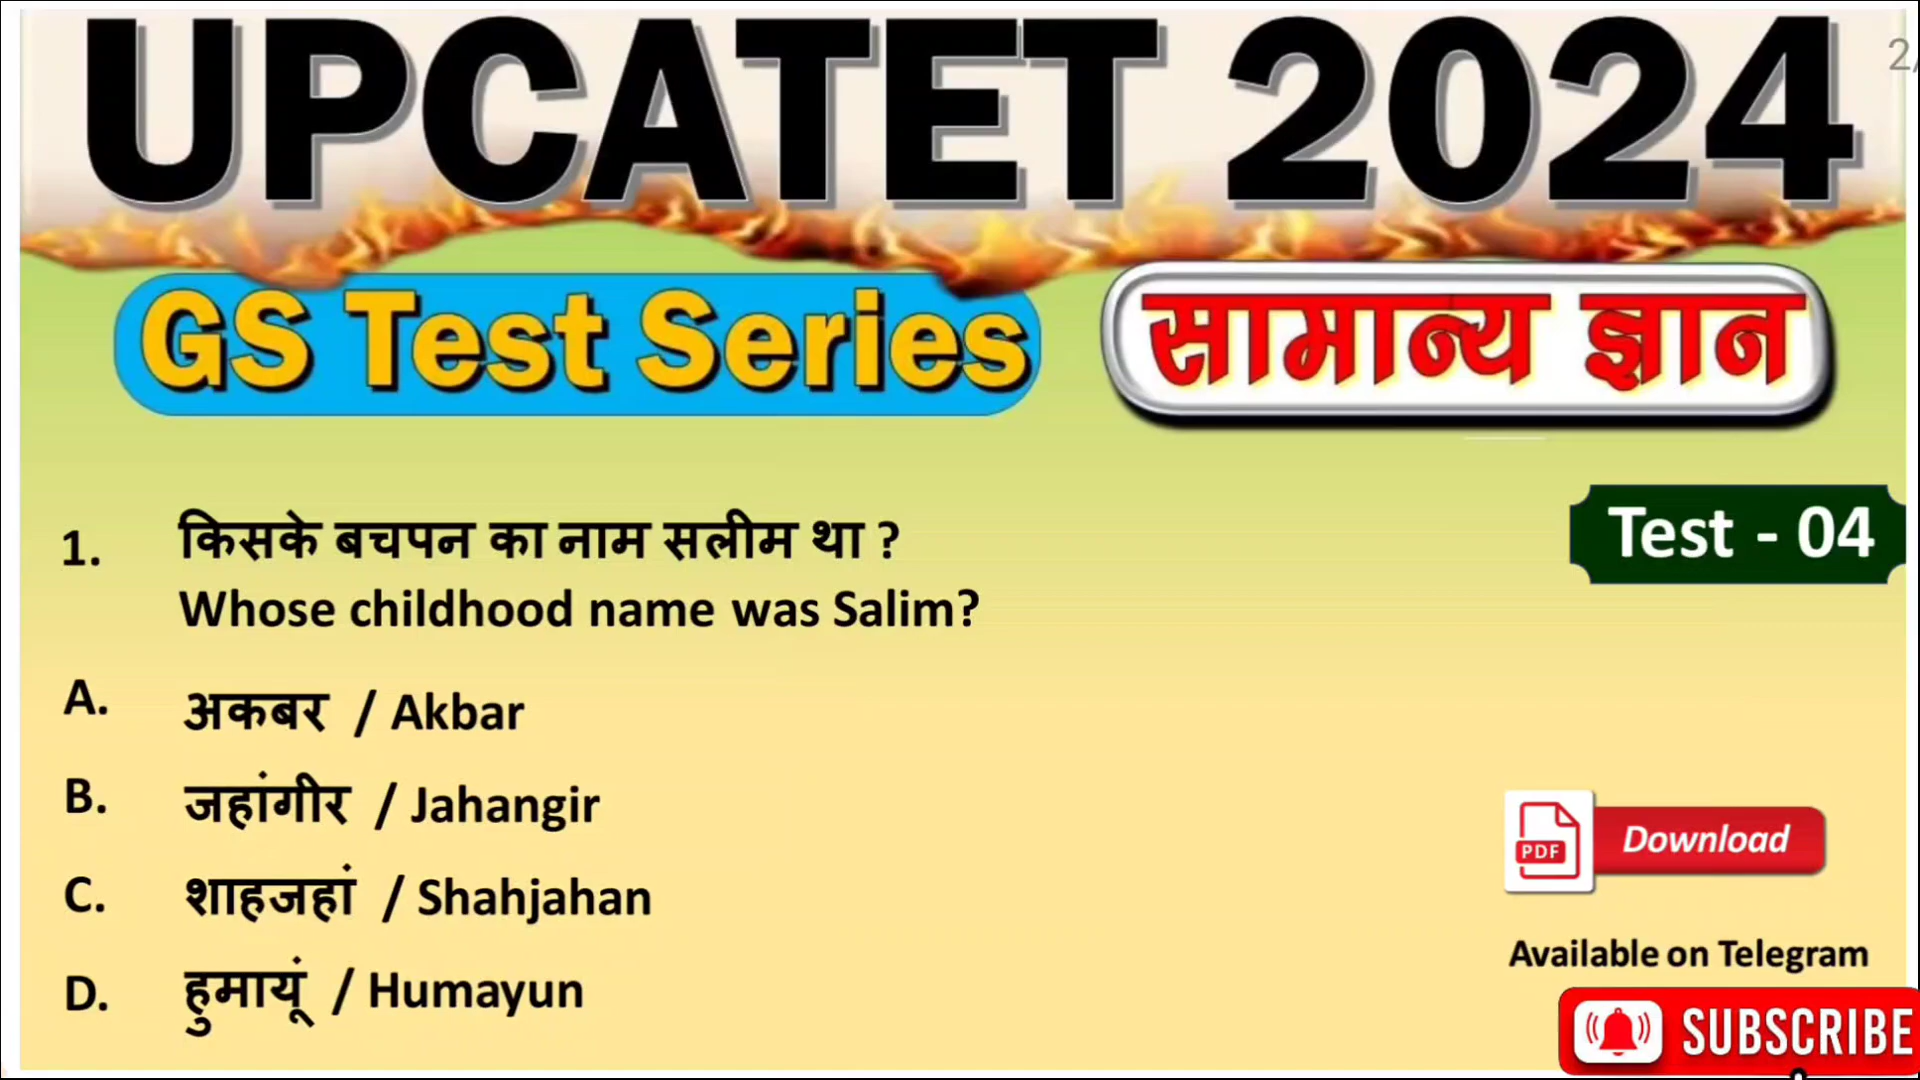 UPCATET 2024
GS Test Series
सामान्य ज्ञान
Test - 04
1. किसके बचपन का नाम सलीम था ?
Whose childhood name was Salim?
A. अकबर / Akbar
B. जहांगीर / Jahangir
C. शाहजहां / Shahjahan
D. हुमायूं / Humayun
PDF Download
Available on Telegram
SUBSCRIBE